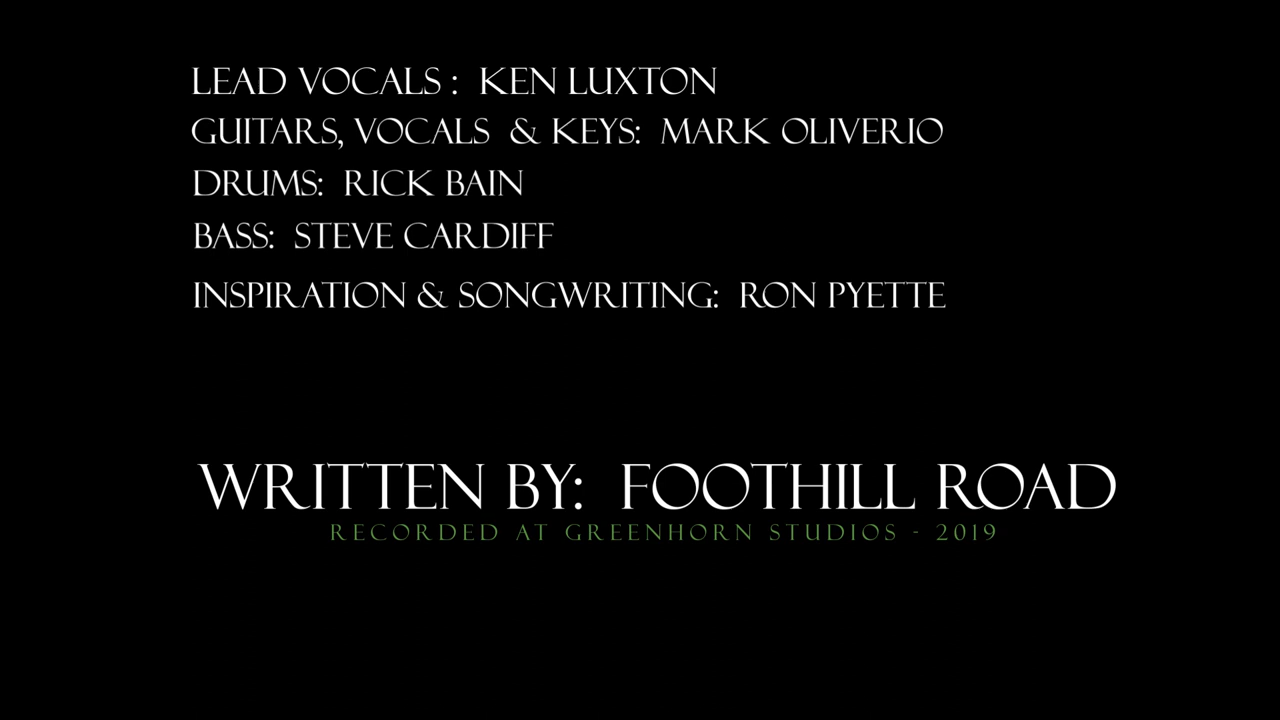 LEAD VOCALS : KEN LUXTON
GUITARS, VOCALS & KEYS: MARK OLIVERIO
DRUMS: RICK BAIN
BASS: STEVE CARDIFF
INSPIRATION & SONGWRITING: RON PYETTE
WRITTEN BY: FOOTHILL ROAD
RECORDED AT GREENHORN STUDIOS - 2019